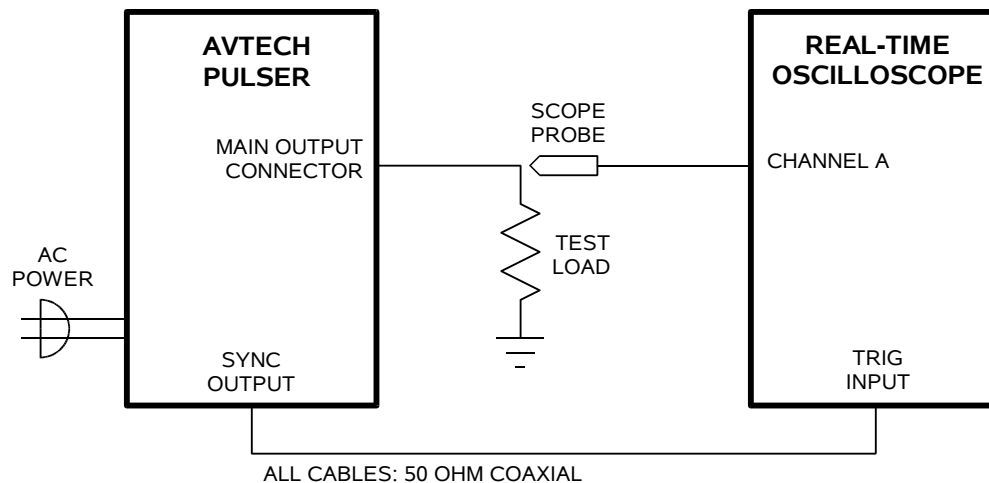 AVTECH
PULSER
REAL-TIME
OSCILLOSCOPE
SCOPE
PROBE
MAIN OUTPUT
CONNECTOR
CHANNEL A
TEST
LOAD
AC
POWER
SYNC
OUTPUT
TRIG
INPUT
ALL CABLES: 50 OHM COAXIAL